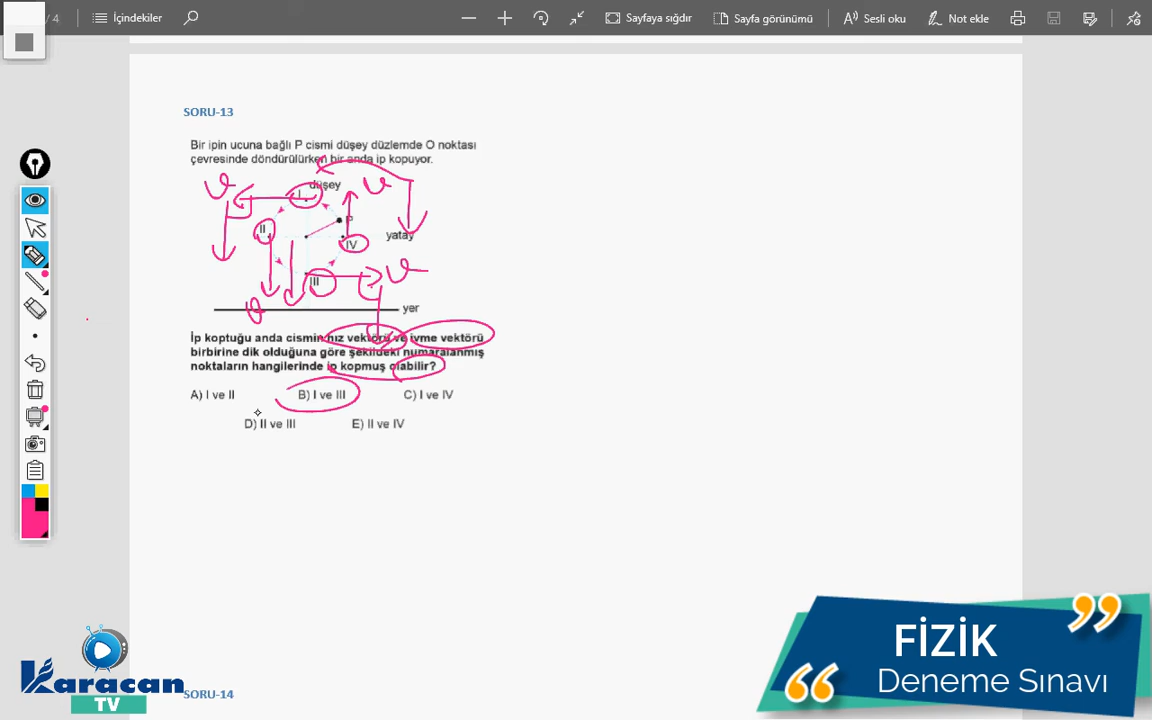 / 4
İçindekiler
Sayfaya sığdır
Sayfa görünümü
Sesli oku
Not ekle
SORU-13
Bir ipin ucuna bağlı P cismi düşey düzlemde O noktası
çevresinde döndürülürken bir anda ip kopuyor.
düşey
I
P
II
yatay
IV
III
yer
İp koptuğu anda cismin hız vektörü ve ivme vektörü
birbirine dik olduğuna göre şekildeki numaralanmış
noktaların hangilerinde ip kopmuş olabilir?
A) I ve II B) I ve III C) I ve IV
D) II ve III E) II ve IV
FİZİK
Deneme Sınavı
Karacan
TV
SORU-14